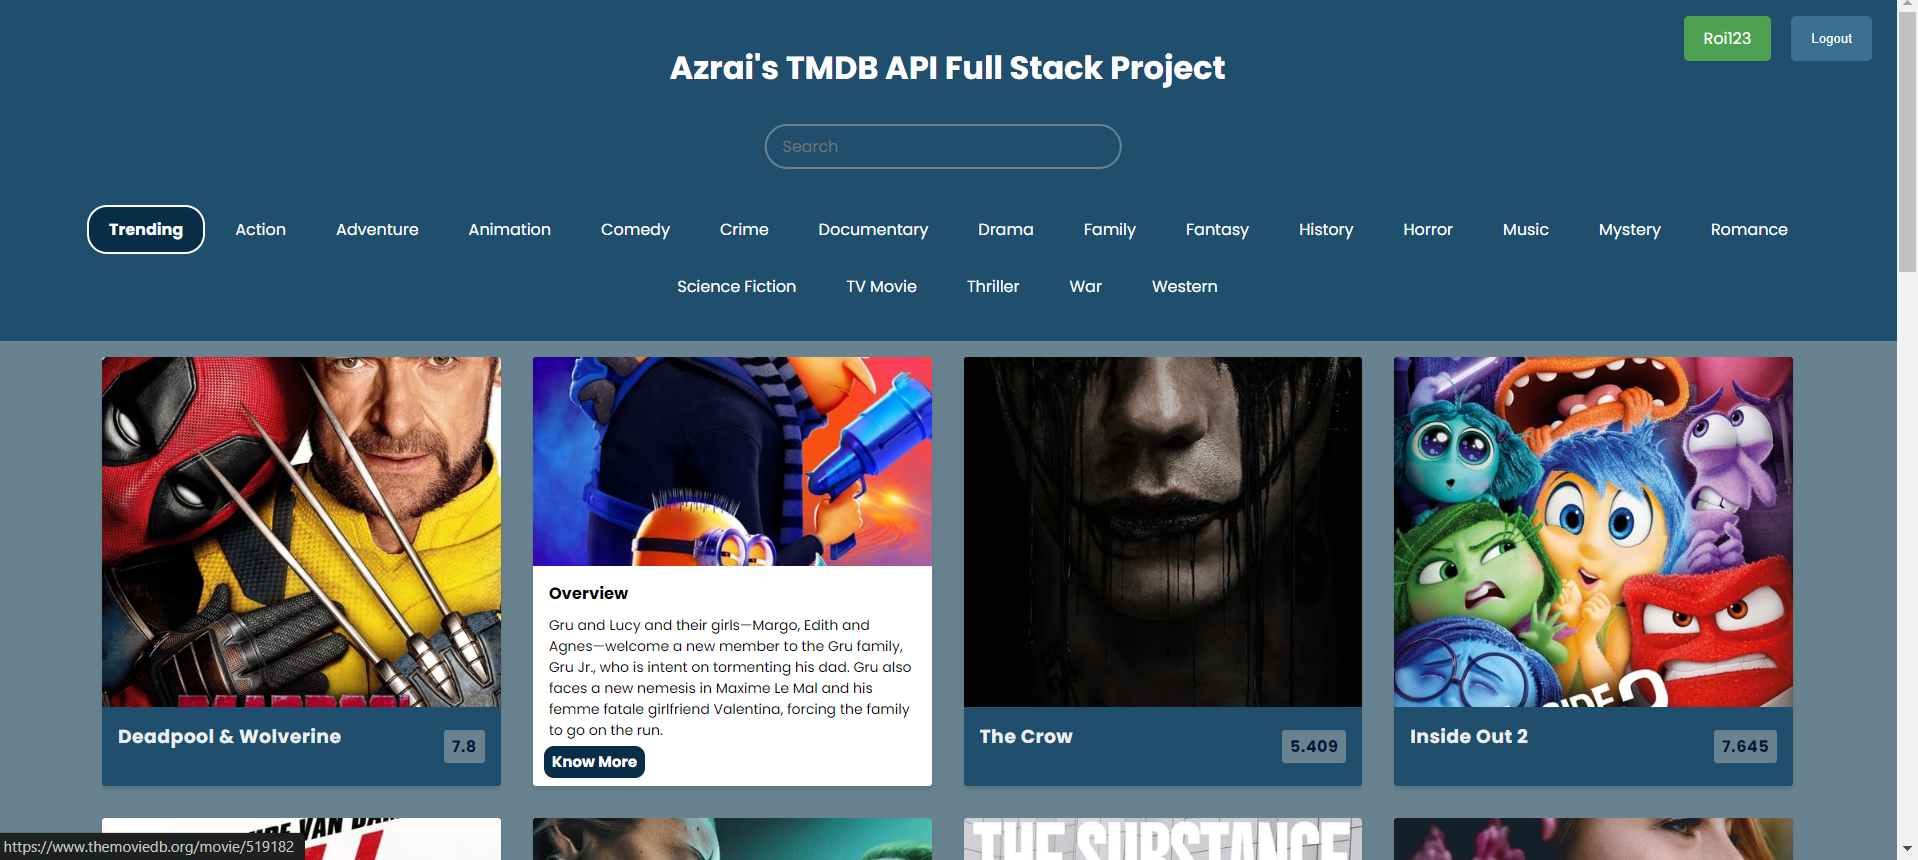 Roi123
Logout
Azrai's TMDB API Full Stack Project
Search
Trending
Action
Adventure
Animation
Comedy
Crime
Documentary
Drama
Family
Fantasy
History
Horror
Music
Mystery
Romance
Science Fiction
TV Movie
Thriller
War
Western
Deadpool & Wolverine
7.8
Overview
Gru and Lucy and their girls—Margo, Edith and
Agnes—welcome a new member to the Gru family,
Gru Jr., who is intent on tormenting his dad. Gru also
faces a new nemesis in Maxime Le Mal and his
femme fatale girlfriend Valentina, forcing the family
to go on the run.
Know More
The Crow
5.409
Inside Out 2
7.645
VAN
THE SUBSTANCE
https://www.themoviedb.org/movie/519182